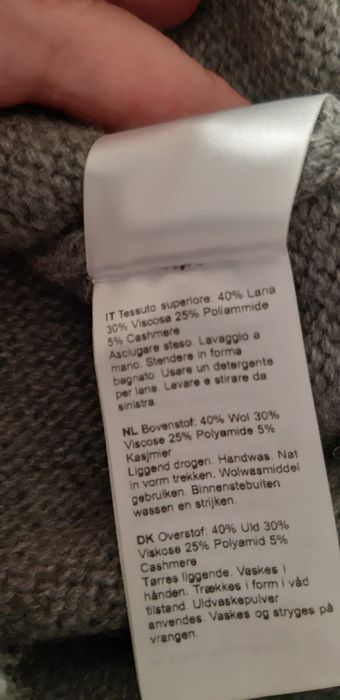 IT Tessuto superiore: 40% Lana
30% Viscosa 25% Poliammide
5% Cashmere
Asciugare steso. Lavaggio a
mano. Stendere in forma
bagnato. Usare un detergente
per lana. Lavare e stirare da
sinistra.
NL Bovenstof: 40% Wol 30%
Viscose 25% Polyamide 5%
Kasjmier
Liggend drogen. Handwas. Nat
in vorm trekken. Wolwasmiddel
gebruiken. Binnenstebuiten
wassen en strijken.
DK Overstof: 40% Uld 30%
Viskose 25% Polyamid 5%
Cashmere
Tørres liggende. Vaskes i
hånden. Trækkes i form i våd
tilstand. Uldvaskepulver
anvendes. Vaskes og stryges på
vrangen.